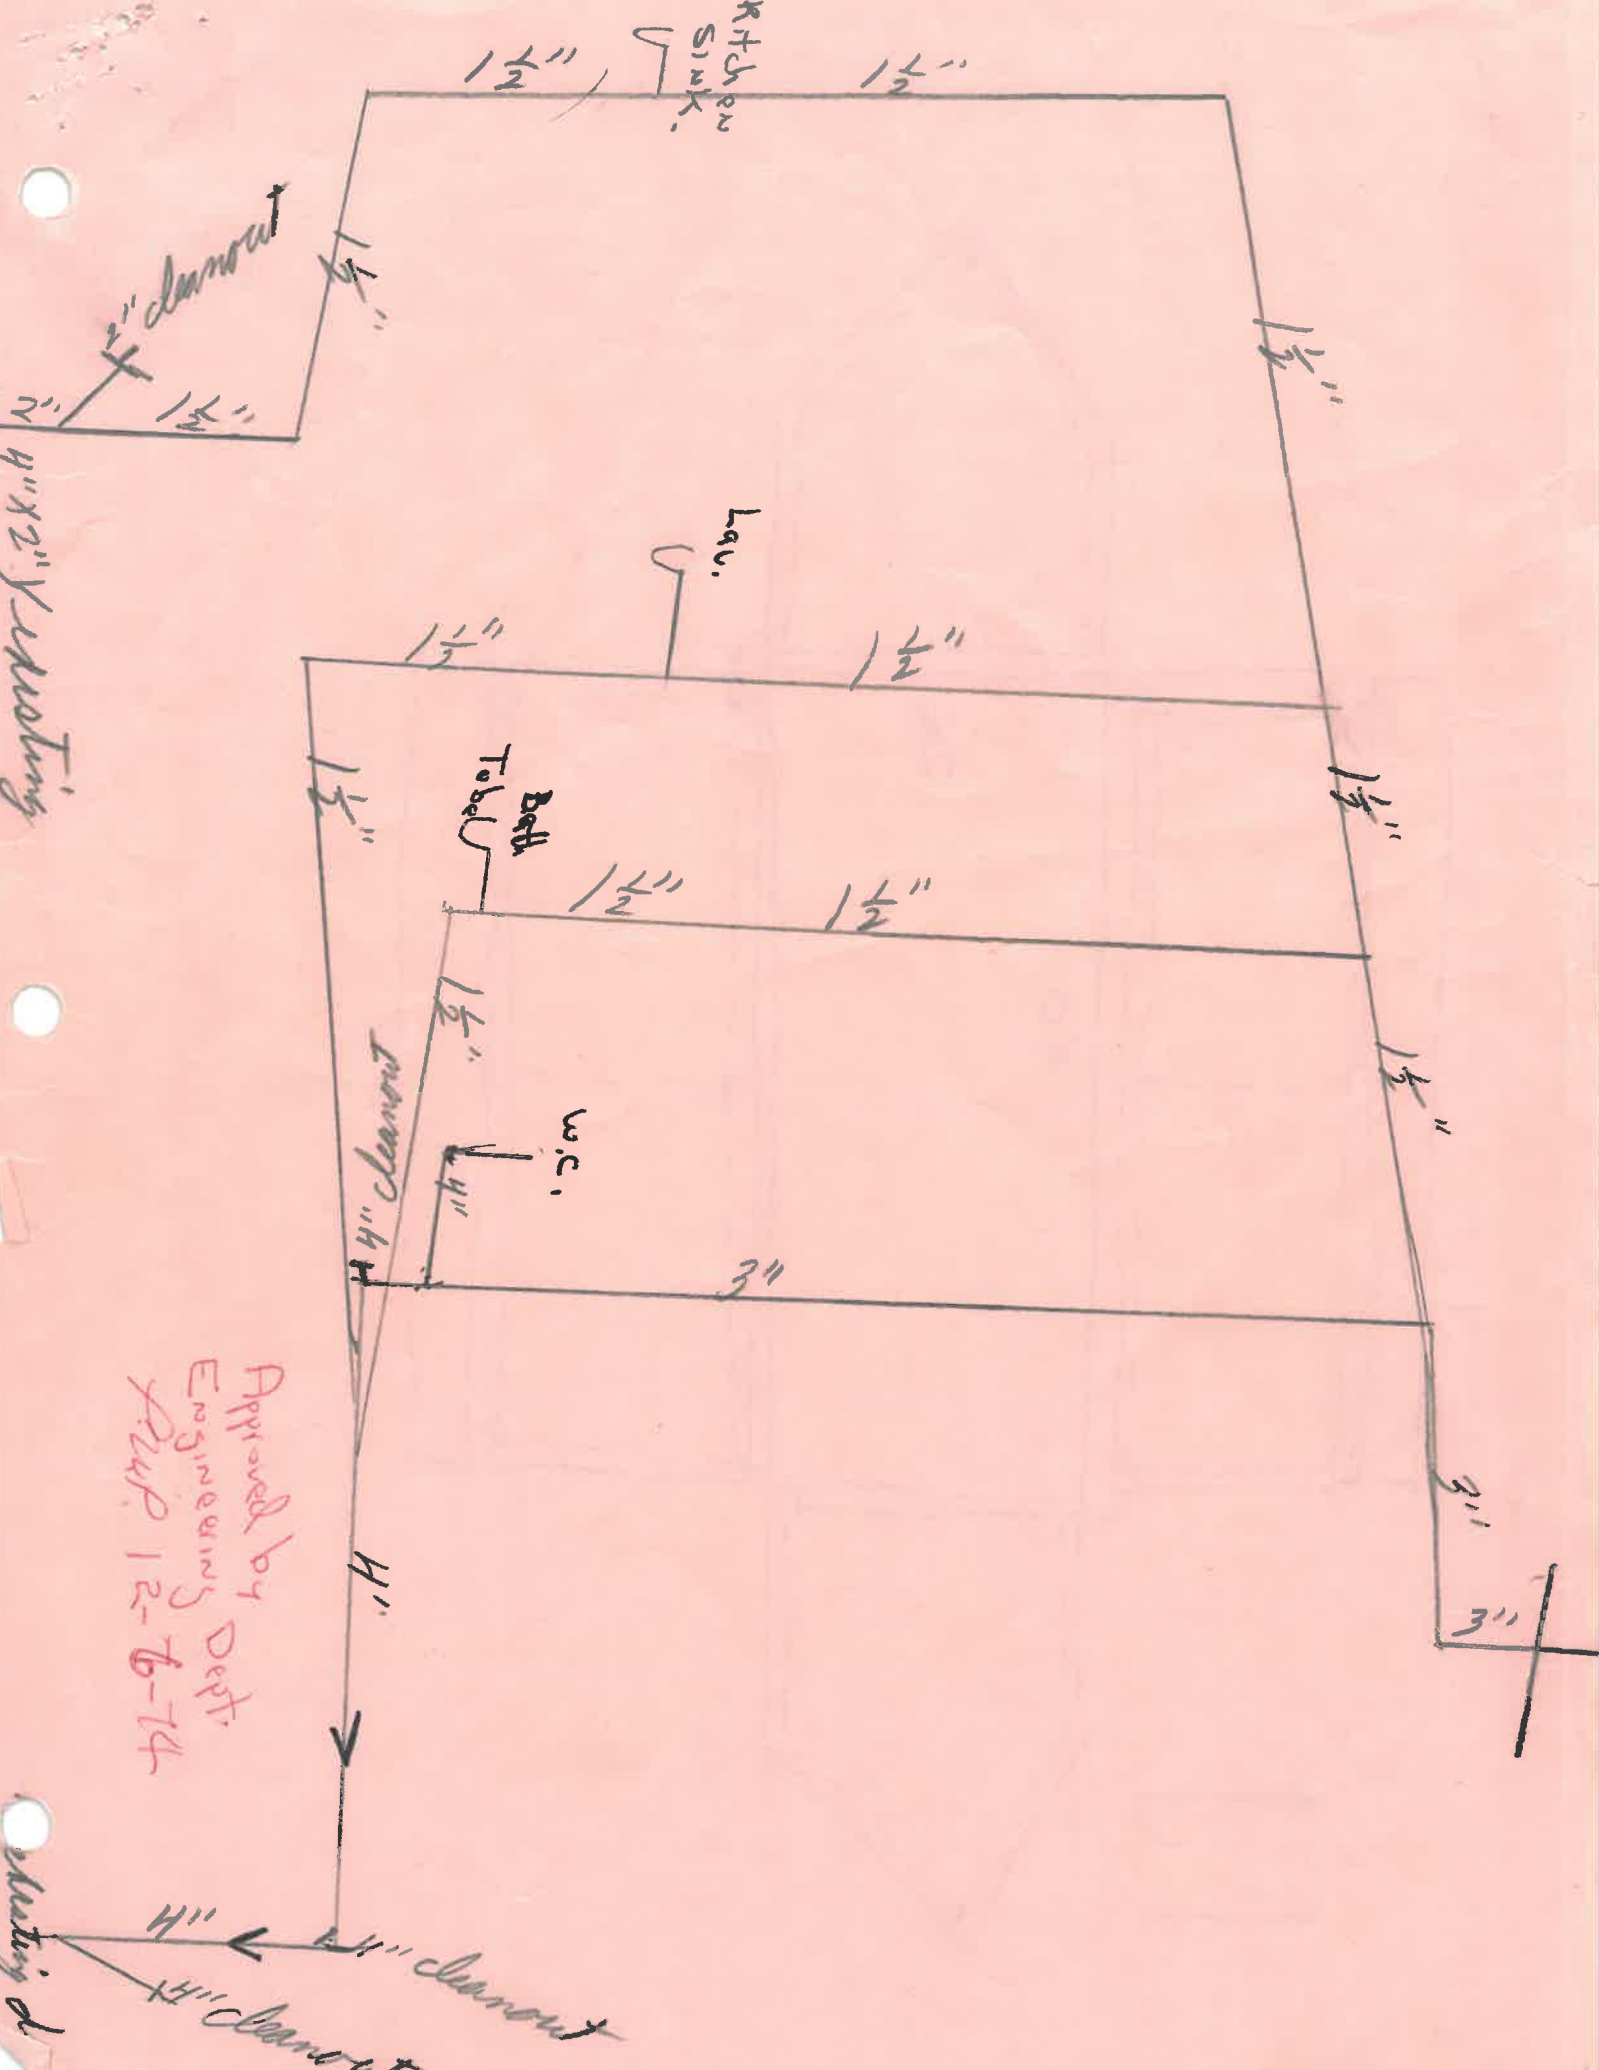 Kitchen
Sink.
1½"
1½"
1½"
1½"
2" cleanout
1½"
2"
4"x2" Y existing
Lav.
1½"
1½"
1½"
1½"
Bath
Tube
1½"
1½"
1½"
1½"
W.C.
4"
4" cleanout
3"
3"
3"
4"
4" cleanout
4"
4" cleanout
Approved by
Engineering Dept.
12-6-74